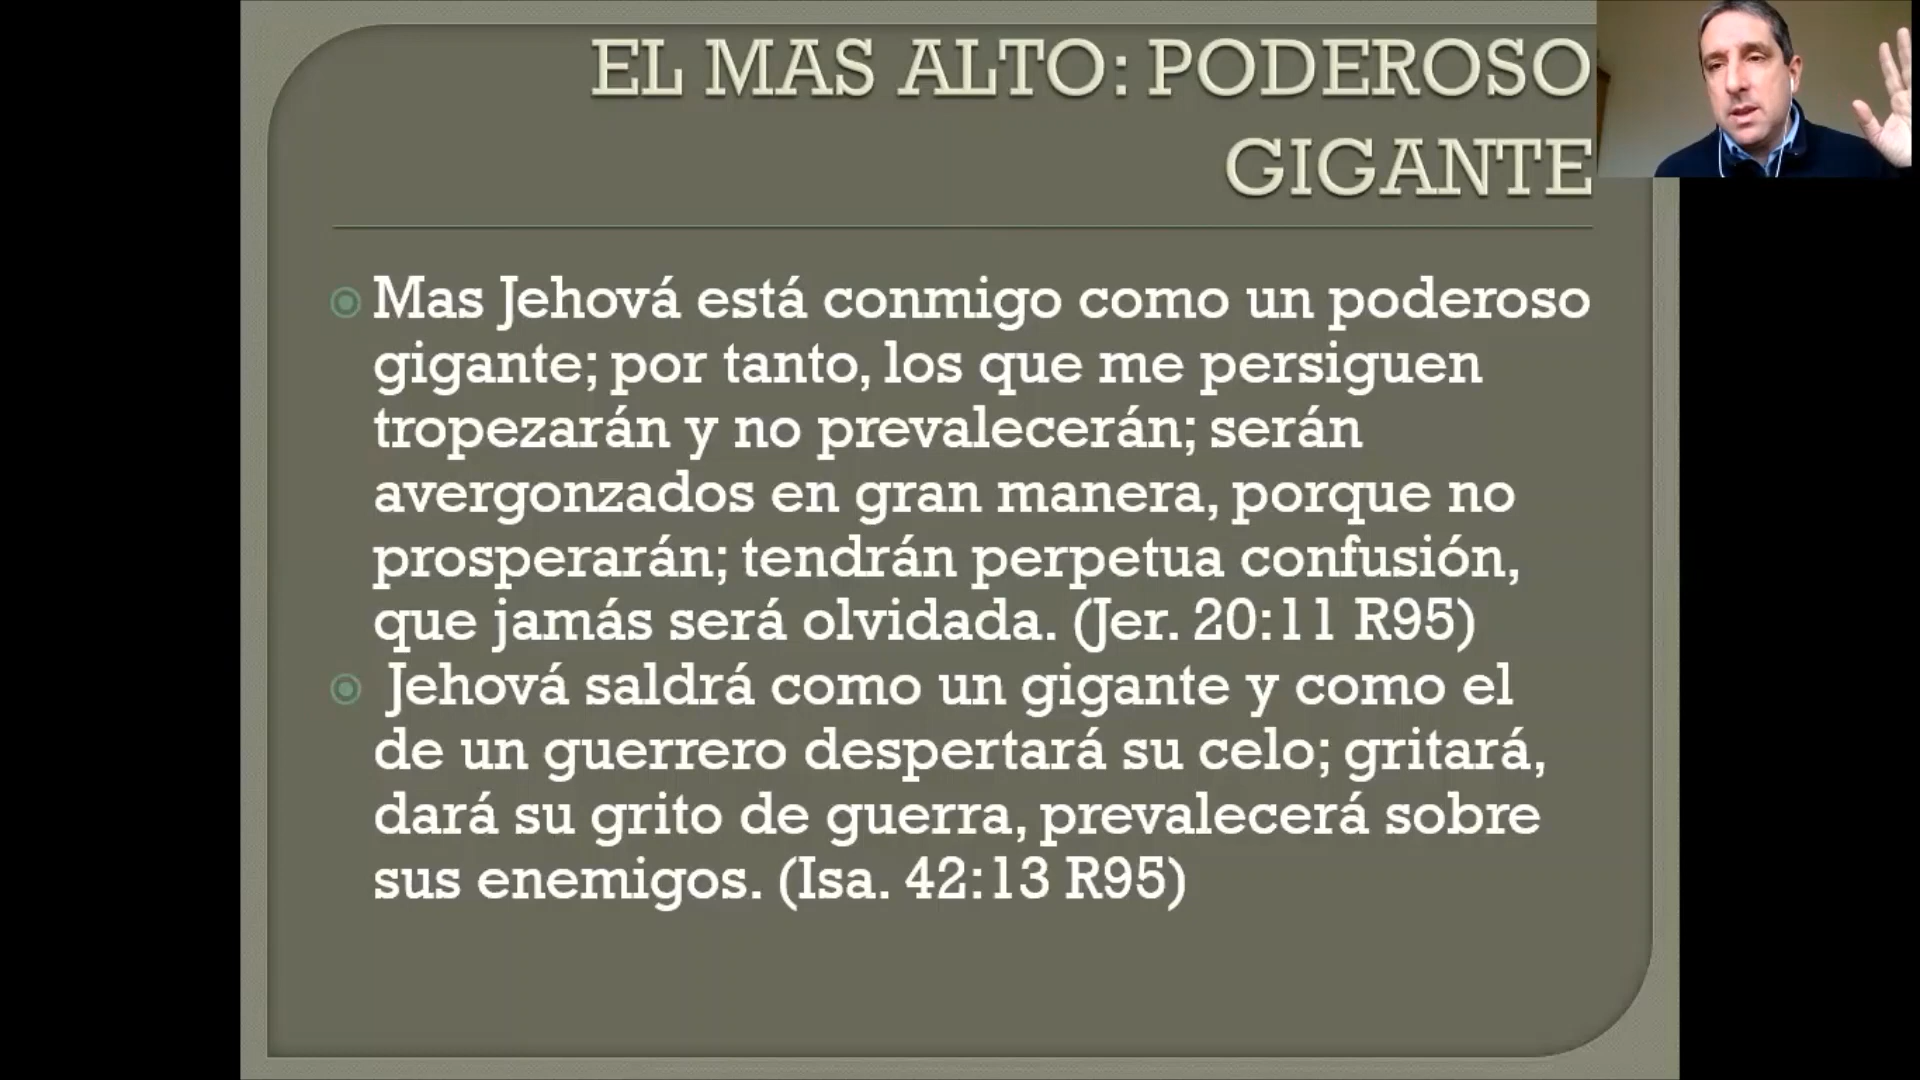 EL MAS ALTO: PODEROSO
GIGANTE
Mas Jehová está conmigo como un poderoso
gigante; por tanto, los que me persiguen
tropezarán y no prevalecerán; serán
avergonzados en gran manera, porque no
prosperarán; tendrán perpetua confusión,
que jamás será olvidada. (Jer. 20:11 R95)
Jehová saldrá como un gigante y como el
de un guerrero despertará su celo; gritará,
dará su grito de guerra, prevalecerá sobre
sus enemigos. (Isa. 42:13 R95)